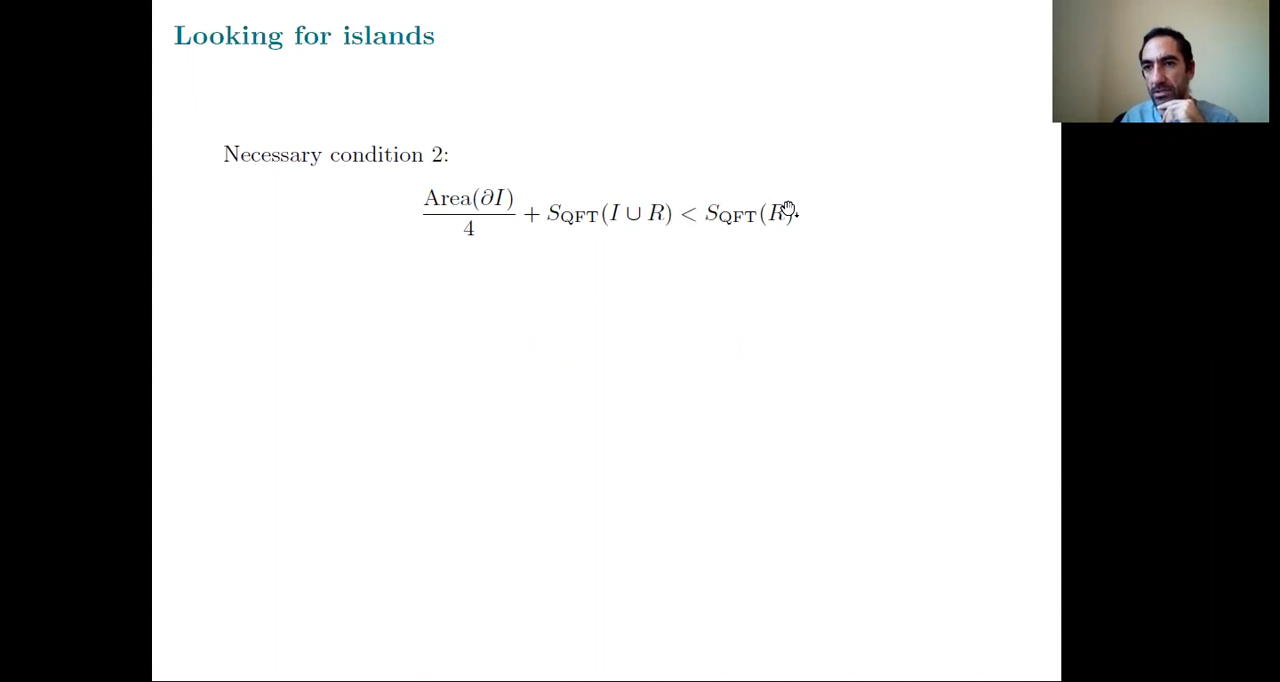 Looking for islands
Necessary condition 2:
Area(∂I)/4 + S_QFT(I ∪ R) < S_QFT(R).